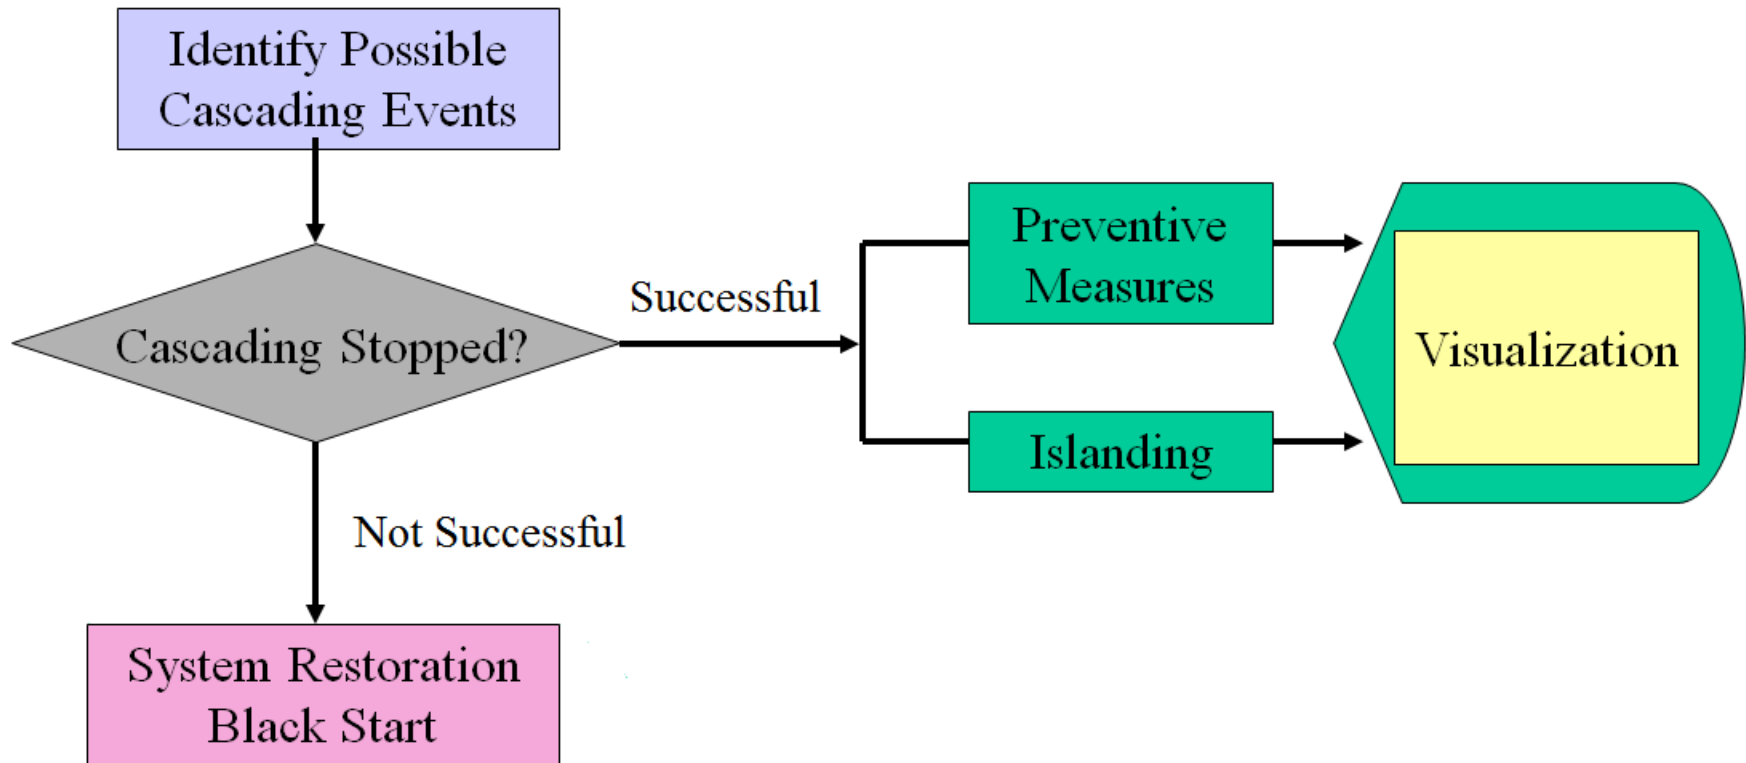 Identify Possible
Cascading Events
Cascading Stopped?
Successful
Preventive
Measures
Islanding
Visualization
Not Successful
System Restoration
Black Start